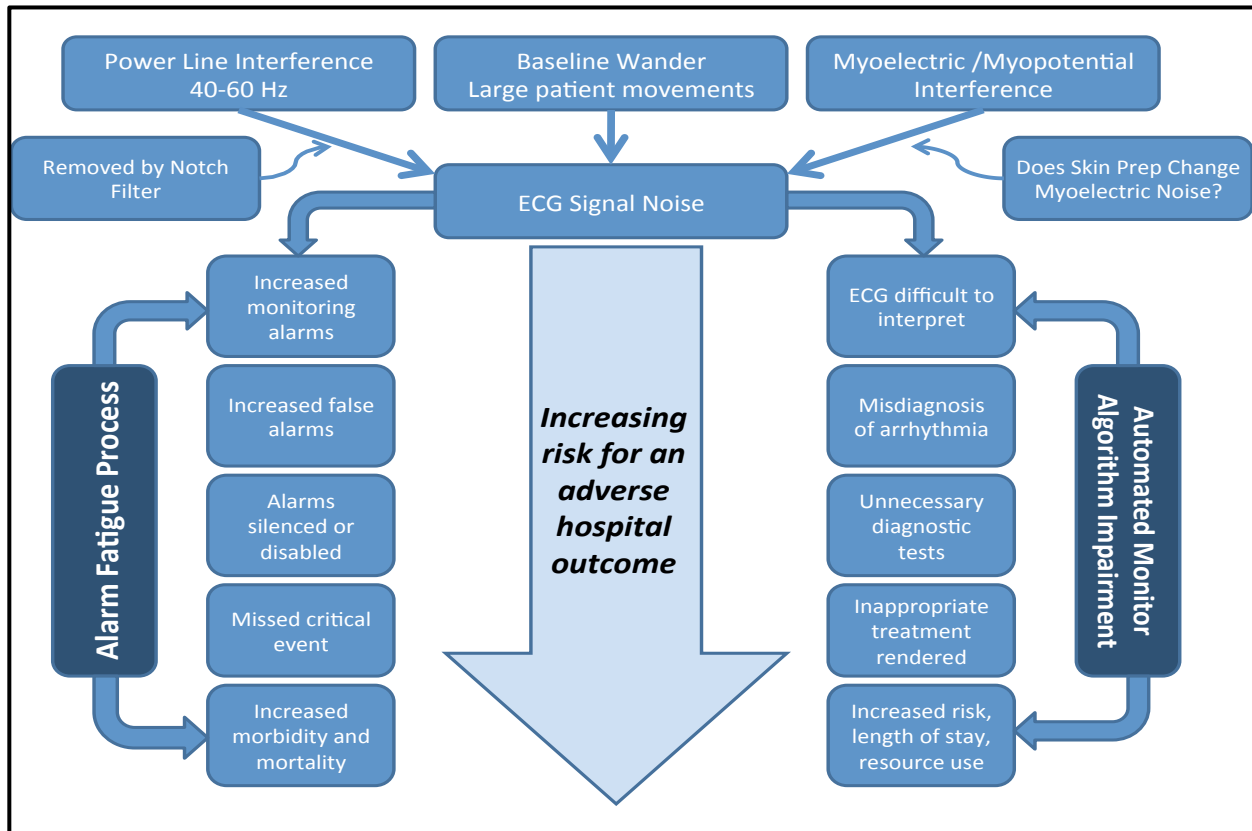 Power Line Interference
40-60 Hz
Baseline Wander
Large patient movements
Myoelectric /Myopotential
Interference
Removed by Notch
Filter
Does Skin Prep Change
Myoelectric Noise?
ECG Signal Noise
Increased
monitoring
alarms
Increased false
alarms
Alarms
silenced or
disabled
Missed critical
event
Increased
morbidity and
mortality
Alarm Fatigue Process
Increasing
risk for an
adverse
hospital
outcome
ECG difficult to
interpret
Misdiagnosis
of arrhythmia
Unnecessary
diagnostic
tests
Inappropriate
treatment
rendered
Increased risk,
length of stay,
resource use
Automated Monitor
Algorithm Impairment